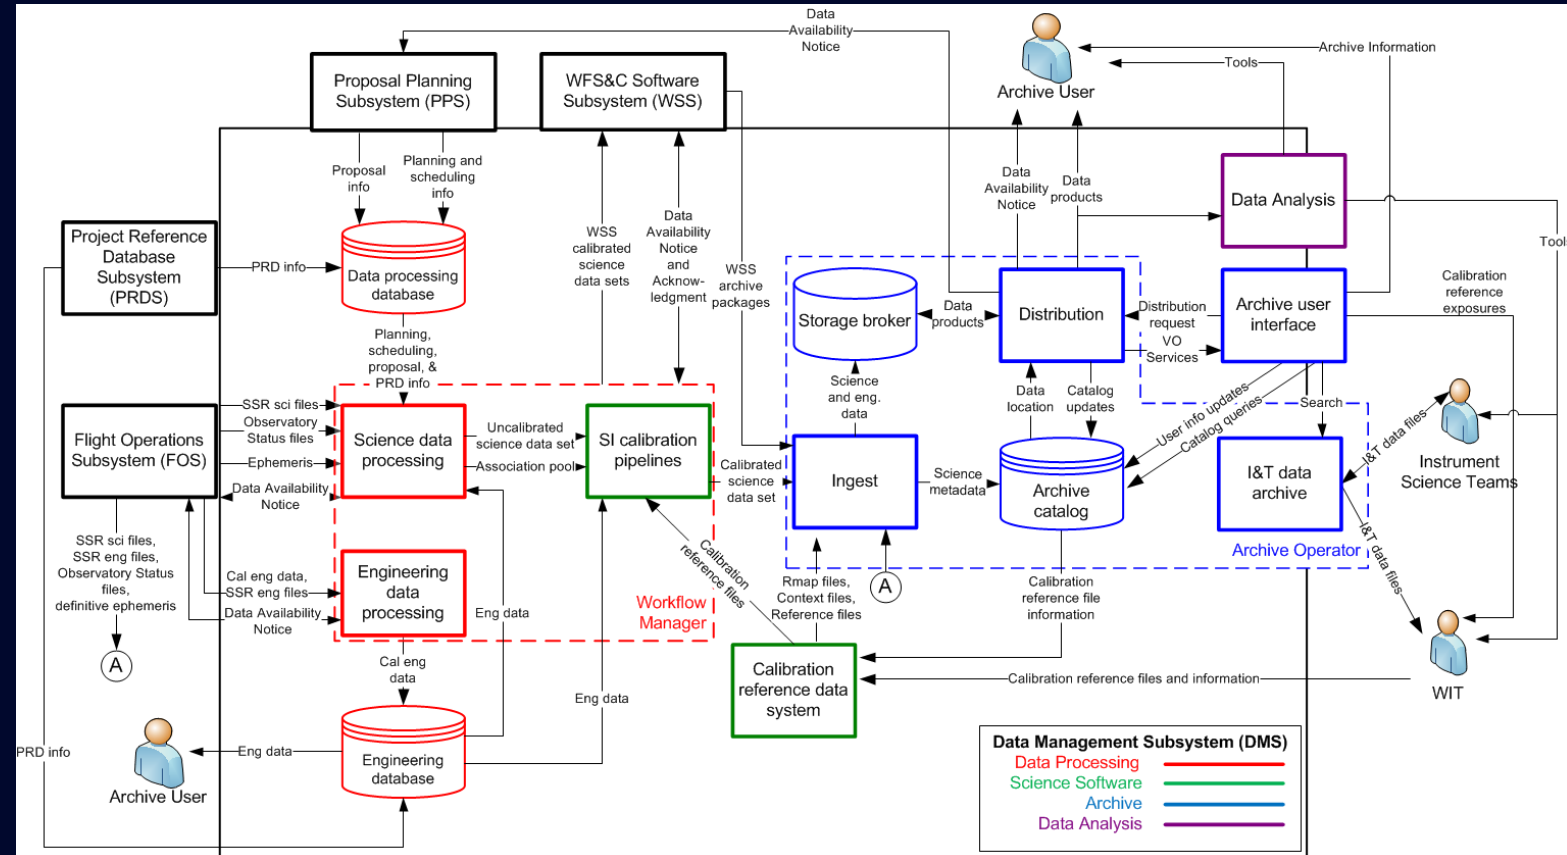 Data
Availability
Notice
Archive User
Archive Information
Tools
Proposal Planning
Subsystem (PPS)
WFS&C Software
Subsystem (WSS)
Proposal
info
Planning and
scheduling
info
WSS
calibrated
science
data sets
Data
Availability
Notice
and
Acknow-
ledgment
WSS
archive
packages
Data
Availability
Notice
Data
products
Data Analysis
Tools
Project Reference
Database
Subsystem
(PRDS)
PRD info
Data processing
database
Storage broker
Data
products
Distribution
Distribution
request
VO
Services
Archive user
interface
Calibration
reference
exposures
Planning,
scheduling,
proposal, &
PRD info
Science
and eng.
data
Data
location
Catalog
updates
User info updates
Catalog queries
Search
Flight Operations
Subsystem (FOS)
SSR sci files
Observatory
Status files
Ephemeris
Data Availability
Notice
Science data
processing
Uncalibrated
science data set
Association pool
SI calibration
pipelines
Calibrated
science
data set
Ingest
Science
metadata
Archive
catalog
I&T data
archive
I&T data files
Instrument
Science Teams
Archive Operator
I&T data files
SSR sci files,
SSR eng files,
Observatory Status
files,
definitive ephemeris
A
Cal eng data,
SSR eng files
Data Availability
Notice
Engineering
data
processing
Eng data
Workflow
Manager
Calibration
reference files
Rmap files,
Context files,
Reference files
A
Calibration
reference file
information
Cal eng
data
Eng data
Calibration
reference data
system
Calibration reference files and information
WIT
PRD info
Archive User
Eng data
Engineering
database
Data Management Subsystem (DMS)
Data Processing
Science Software
Archive
Data Analysis